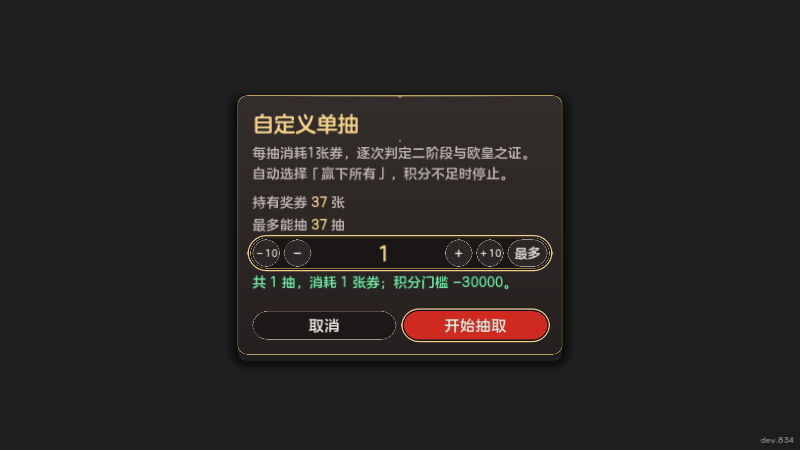 自定义单抽
每抽消耗1张券，逐次判定二阶段与欧皇之证。
自动选择「赢下所有」，积分不足时停止。
持有奖券 37 张
最多能抽 37 抽
−10 − 1 + +10 最多
共 1 抽，消耗 1 张券；积分门槛 −30000。
取消 开始抽取
dev.834